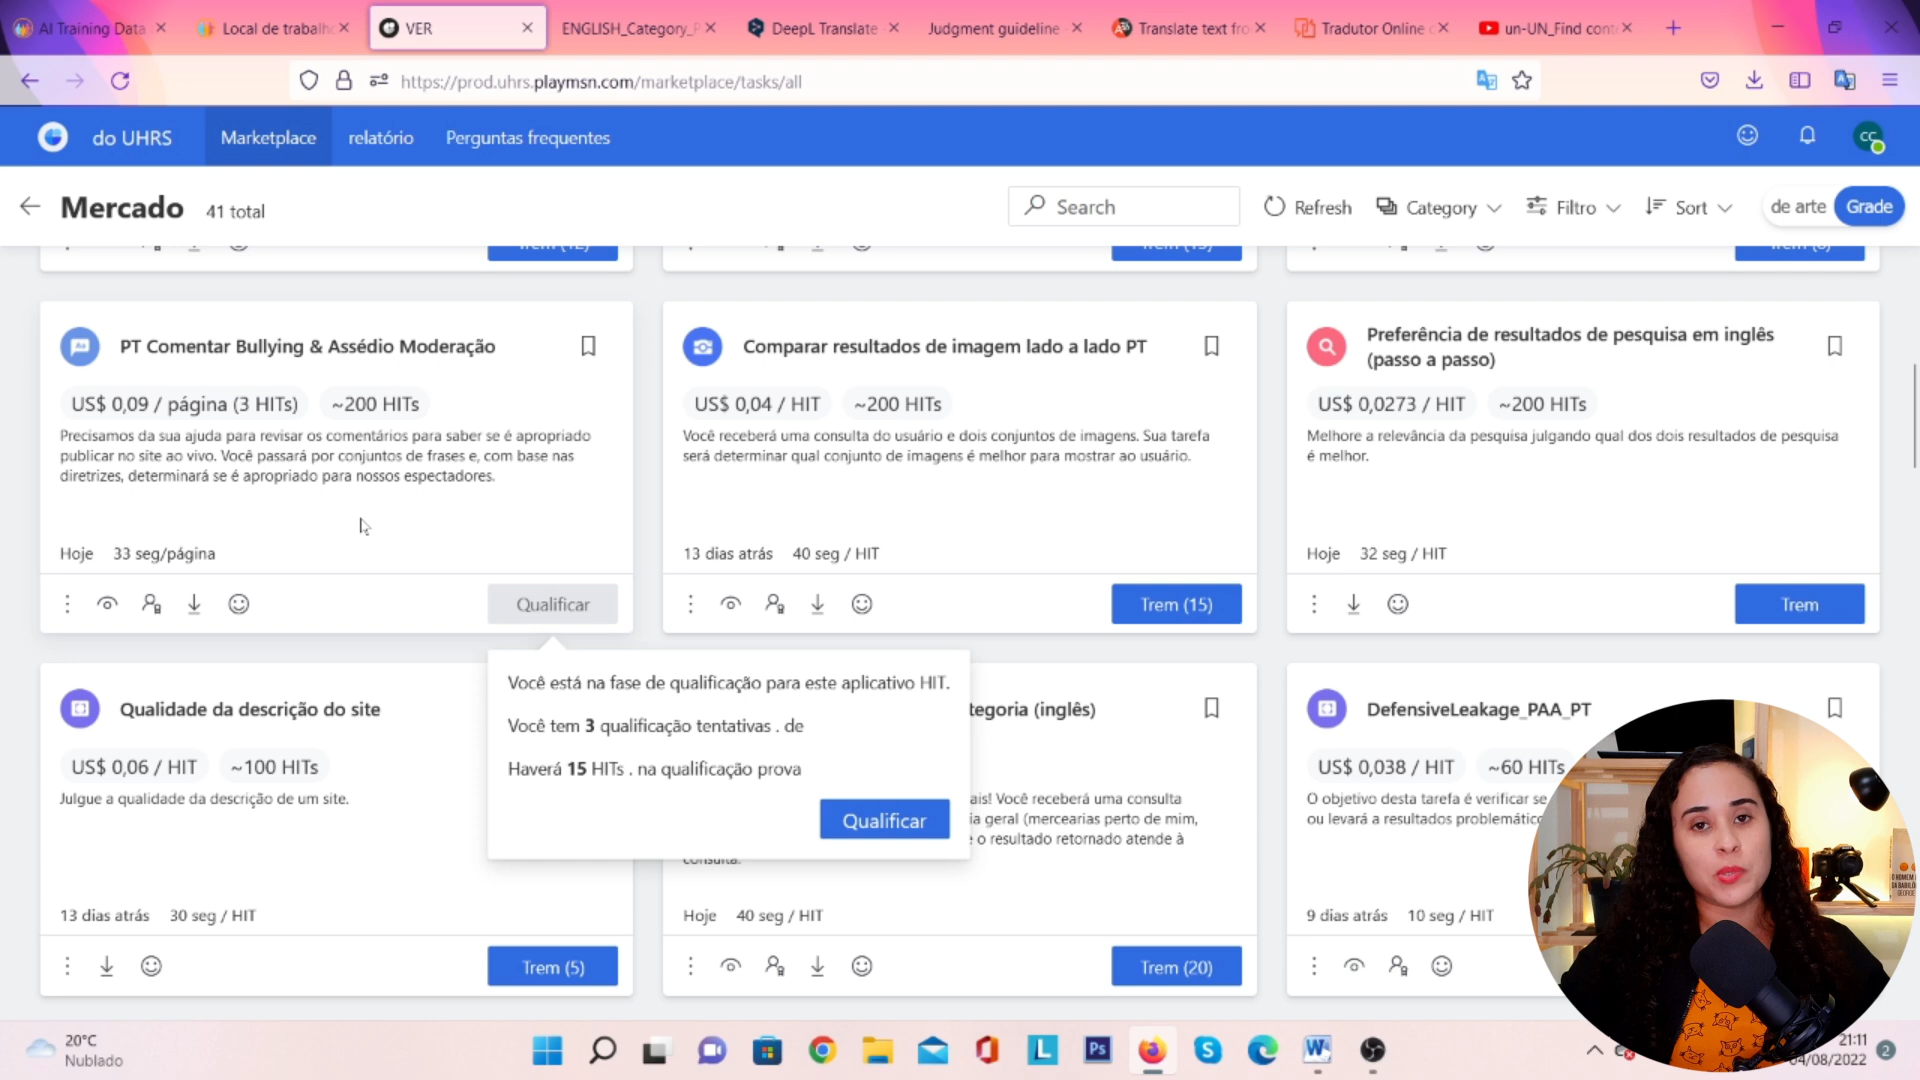 AI Training Data
Local de trabalho
VER
ENGLISH_Category_P
DeepL Translate
Judgment guideline
Translate text fro
Tradutor Online
un-UN_Find cont
https://prod.uhrs.playmsn.com/marketplace/tasks/all
do UHRS
Marketplace
relatório
Perguntas frequentes
CC
Mercado
41 total
Search
Refresh
Category
Filtro
Sort
de arte
Grade
PT Comentar Bullying & Assédio Moderação
US$ 0,09 / página (3 HITs)
~200 HITs
Precisamos da sua ajuda para revisar os comentários para saber se é apropriado
publicar no site ao vivo. Você passará por conjuntos de frases e, com base nas
diretrizes, determinará se é apropriado para nossos espectadores.
Hoje
33 seg/página
Qualificar
Comparar resultados de imagem lado a lado PT
US$ 0,04 / HIT
~200 HITs
Você receberá uma consulta do usuário e dois conjuntos de imagens. Sua tarefa
será determinar qual conjunto de imagens é melhor para mostrar ao usuário.
13 dias atrás
40 seg / HIT
Trem (15)
Preferência de resultados de pesquisa em inglês
(passo a passo)
US$ 0,0273 / HIT
~200 HITs
Melhore a relevância da pesquisa julgando qual dos dois resultados de pesquisa
é melhor.
Hoje
32 seg / HIT
Trem
Você está na fase de qualificação para este aplicativo HIT.
Você tem 3 qualificação tentativas . de
Haverá 15 HITs . na qualificação prova
Qualificar
Qualidade da descrição do site
US$ 0,06 / HIT
~100 HITs
Julgue a qualidade da descrição de um site.
13 dias atrás
30 seg / HIT
Trem (5)
tegoria (inglês)
ais! Você receberá uma consulta
ia geral (mercearias perto de mim,
o resultado retornado atende à
consulta.
Hoje
40 seg / HIT
Trem (20)
DefensiveLeakage_PAA_PT
US$ 0,038 / HIT
~60 HITs
O objetivo desta tarefa é verificar se
ou levará a resultados problemático
9 dias atrás
10 seg / HIT
20°C
Nublado
Ps
21:11
04/08/2022
2